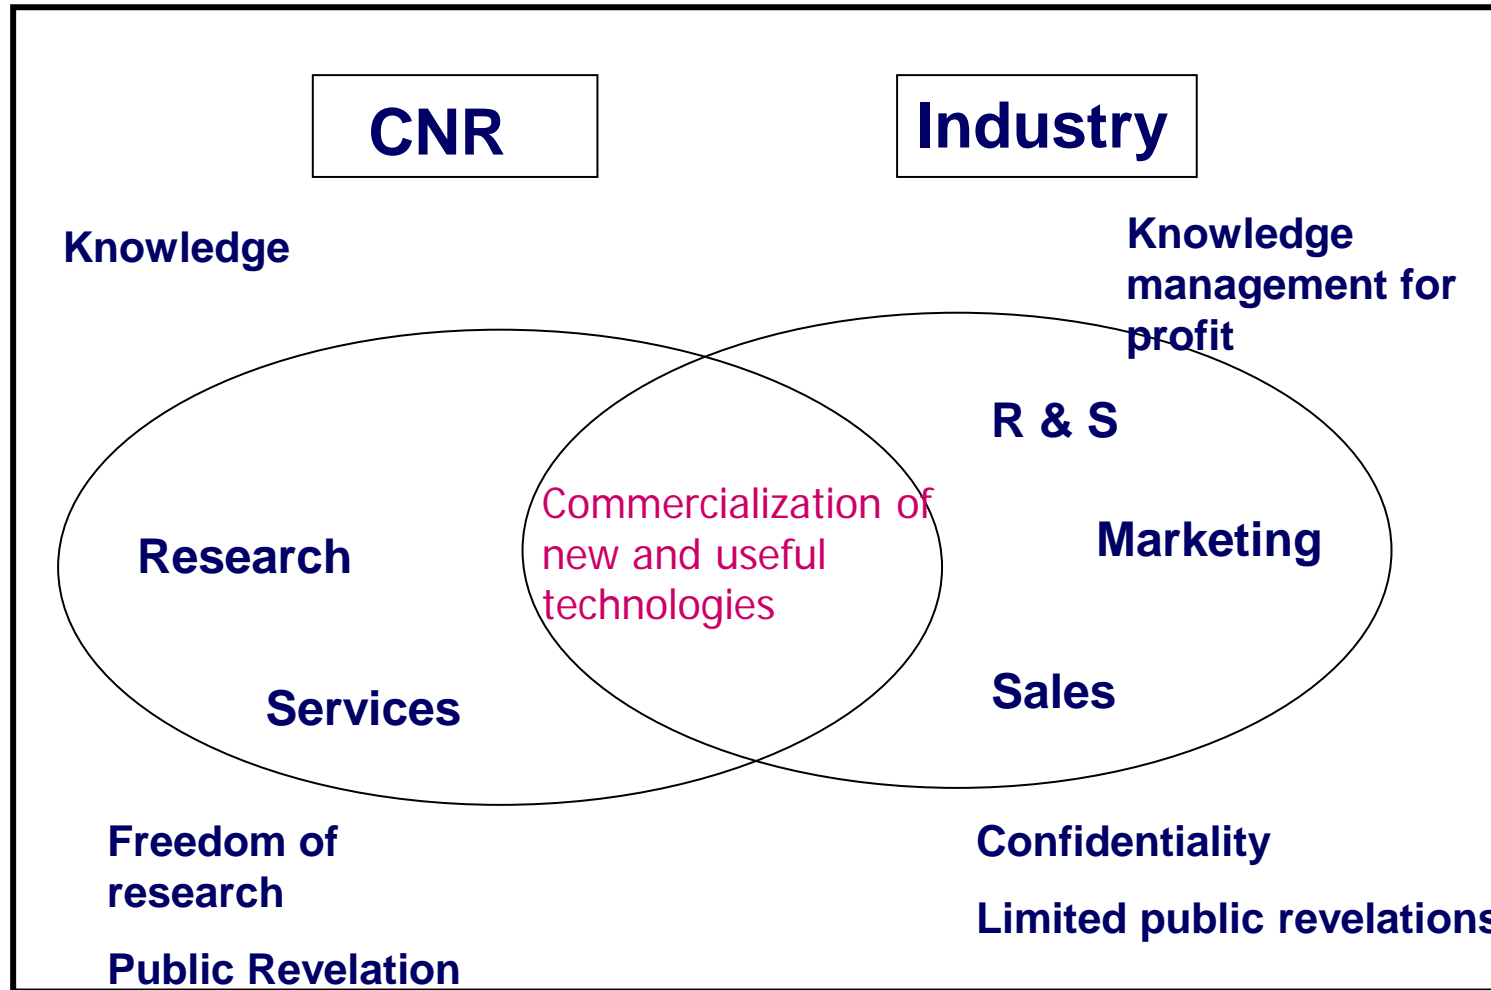 CNR
Industry
Knowledge
Knowledge
management for
profit
R & S
Commercialization of
new and useful
technologies
Research
Marketing
Services
Sales
Freedom of
research
Public Revelation
Confidentiality
Limited public revelations